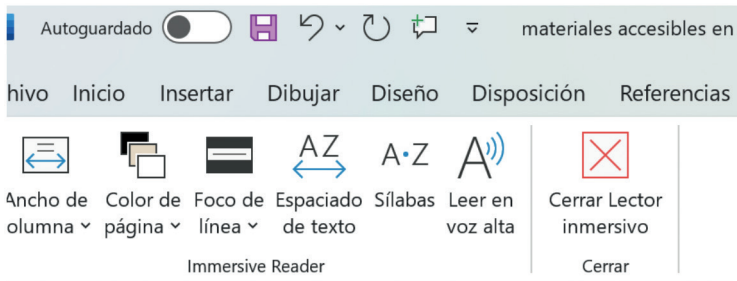 Autoguardado
materiales accesibles en
hivo Inicio Insertar Dibujar Diseño Disposición Referencias
AZ A·Z A
Ancho de Color de Foco de Espaciado Sílabas Leer en Cerrar Lector
olumna página línea de texto voz alta inmersivo
Immersive Reader Cerrar